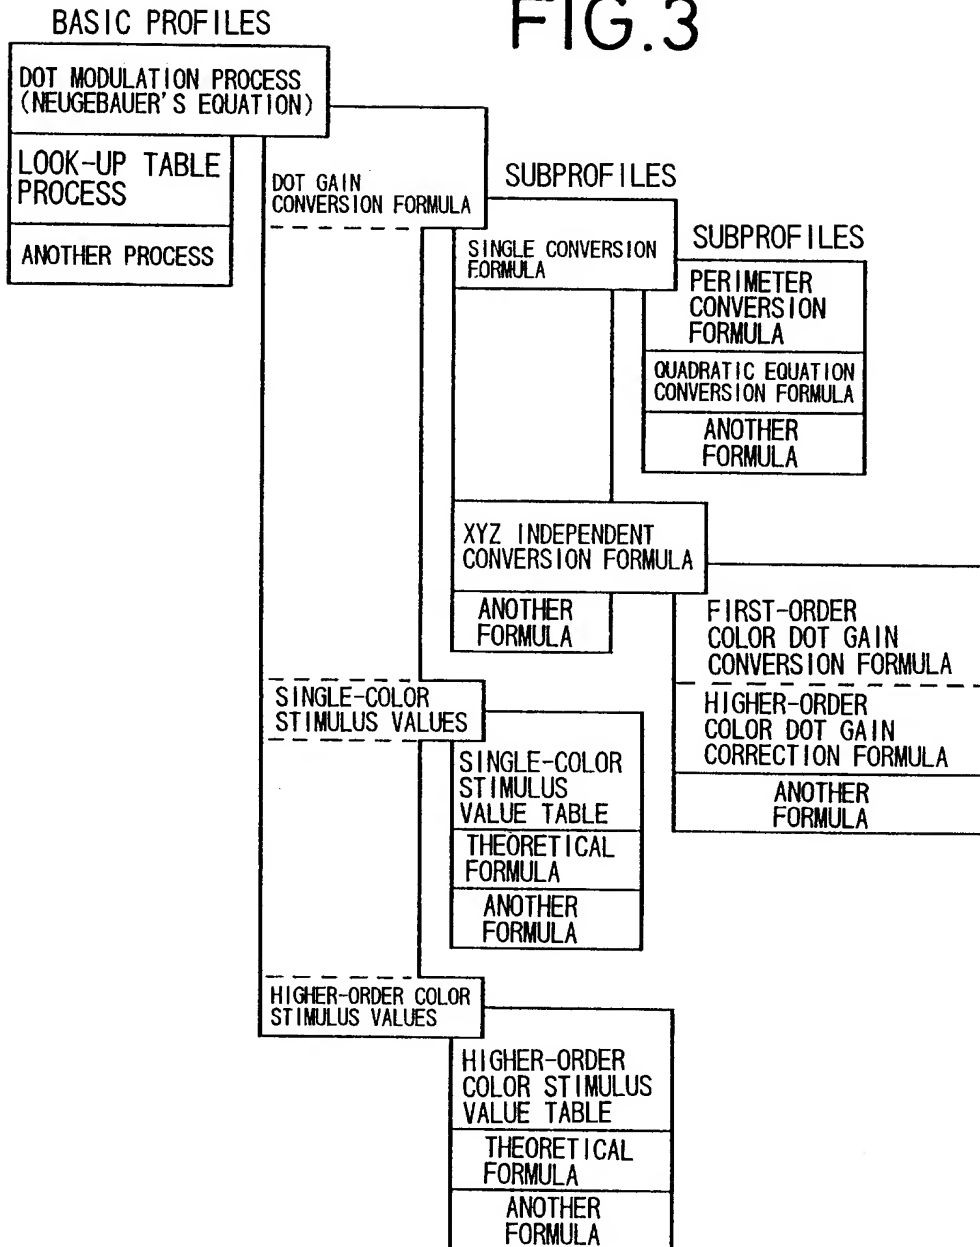 FIG.3
BASIC PROFILES
DOT MODULATION PROCESS
(NEUGEBAUER'S EQUATION)
LOOK-UP TABLE
PROCESS
ANOTHER PROCESS
DOT GAIN
CONVERSION FORMULA
SUBPROFILES
SINGLE CONVERSION
FORMULA
SUBPROFILES
PERIMETER
CONVERSION
FORMULA
QUADRATIC EQUATION
CONVERSION FORMULA
ANOTHER
FORMULA
XYZ INDEPENDENT
CONVERSION FORMULA
ANOTHER
FORMULA
FIRST-ORDER
COLOR DOT GAIN
CONVERSION FORMULA
HIGHER-ORDER
COLOR DOT GAIN
CORRECTION FORMULA
ANOTHER
FORMULA
SINGLE-COLOR
STIMULUS VALUES
SINGLE-COLOR
STIMULUS
VALUE TABLE
THEORETICAL
FORMULA
ANOTHER
FORMULA
HIGHER-ORDER COLOR
STIMULUS VALUES
HIGHER-ORDER
COLOR STIMULUS
VALUE TABLE
THEORETICAL
FORMULA
ANOTHER
FORMULA